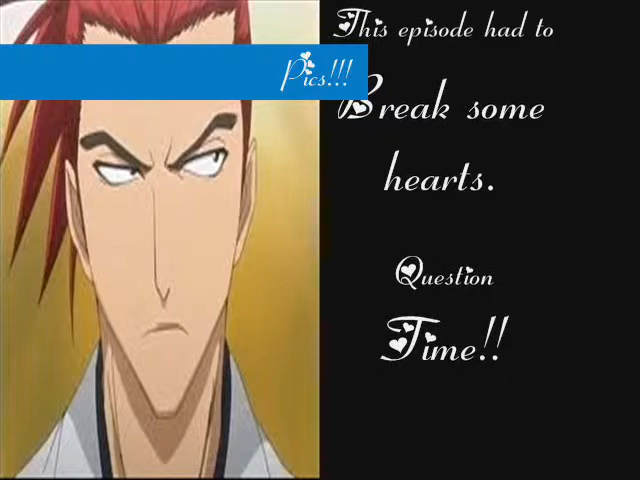 This episode had to
Pics!!!
Break some
hearts.
Question
Time!!